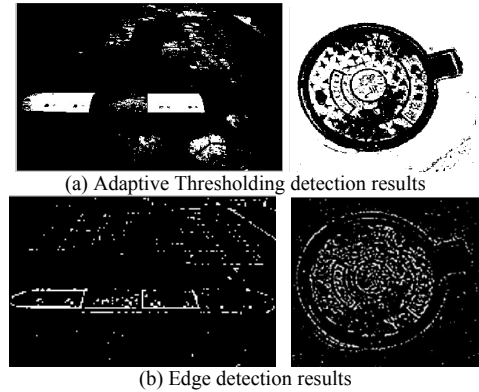 (a) Adaptive Thresholding detection results
(b) Edge detection results